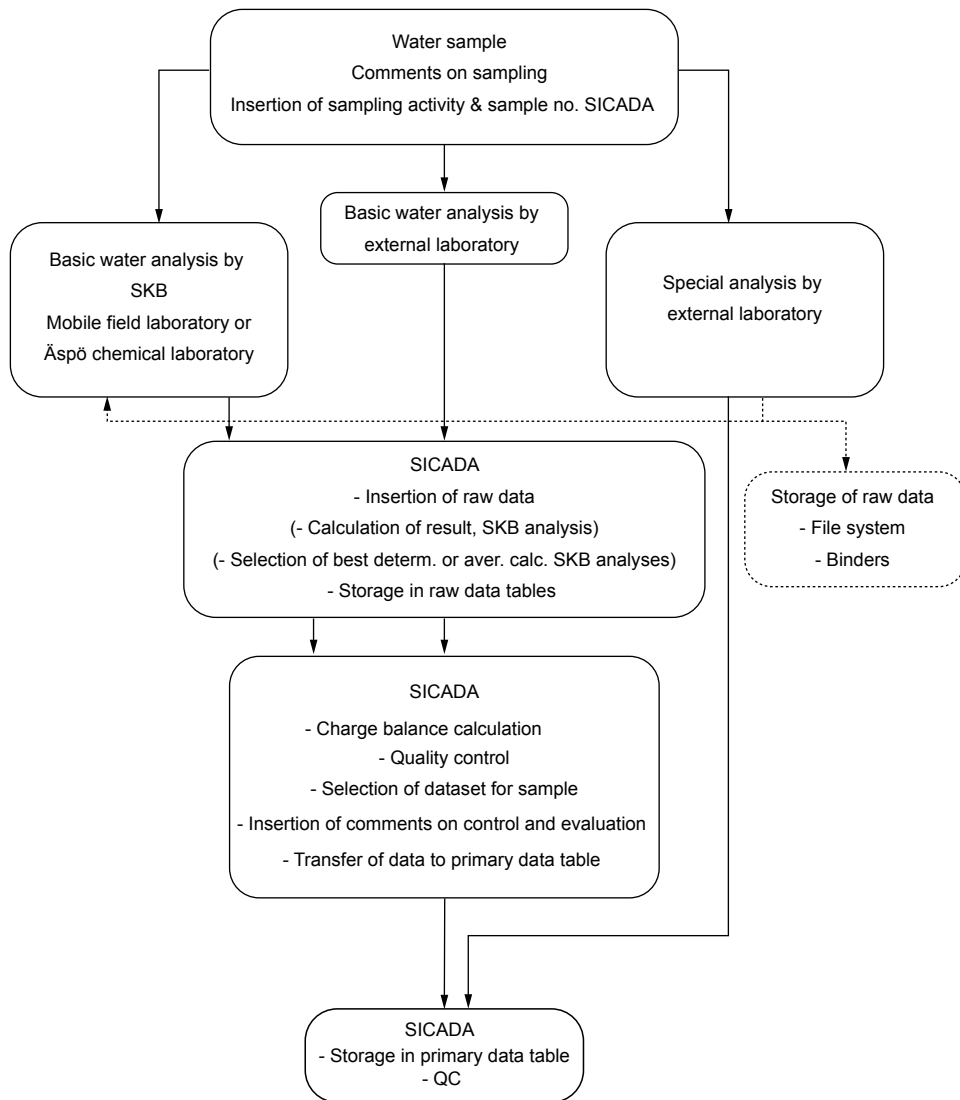 Water sample
Comments on sampling
Insertion of sampling activity & sample no. SICADA
Basic water analysis by
SKB
Mobile field laboratory or
Äspö chemical laboratory
Basic water analysis by
external laboratory
Special analysis by
external laboratory
SICADA
- Insertion of raw data
(- Calculation of result, SKB analysis)
(- Selection of best determ. or aver. calc. SKB analyses)
- Storage in raw data tables
Storage of raw data
- File system
- Binders
SICADA
- Charge balance calculation
- Quality control
- Selection of dataset for sample
- Insertion of comments on control and evaluation
- Transfer of data to primary data table
SICADA
- Storage in primary data table
- QC